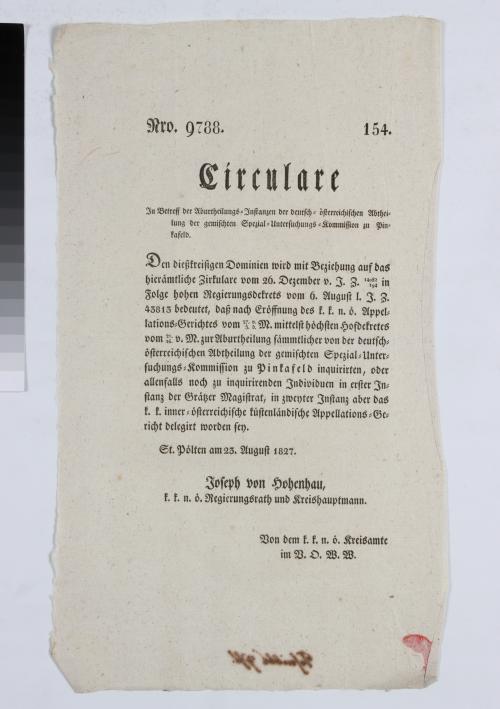 Nro. 9788. 154.
Circulare
In Betreff der Aburtheilungs-Instanzen der deutsch-österreichischen Abthei-
lung der gemischten Spezial-Untersuchungs-Kommission zu Pin-
kafeld.
Den dießkreisigen Dominien wird mit Beziehung auf das
hierämtliche Zirkulare vom 26. Dezember v. J. Z. in
Folge hohen Regierungsdekrets vom 6. August l. J. Z.
43813 bedeutet, daß nach Eröffnung des k. k. n. ö. Appel-
lations-Gerichtes vom M. mittelst höchsten Hofdekretes
vom v. M. zur Aburtheilung sämmtlicher von der deutsch-
österreichischen Abtheilung der gemischten Spezial-Unter-
suchungs-Kommission zu Pinkafeld inquirirten, oder
allenfalls noch zu inquirirenden Individuen in erster In-
stanz der Grätzer Magistrat, in zweyter Instanz aber das
k. k. inner-österreichische küstenländische Appellations-Ge-
richt delegirt worden sey.
St. Pölten am 23. August 1827.
Joseph von Hohenhau,
k. k. n. ö. Regierungsrath und Kreishauptmann.
Von dem k. k. n. ö. Kreisamte
im V. O. W. W.